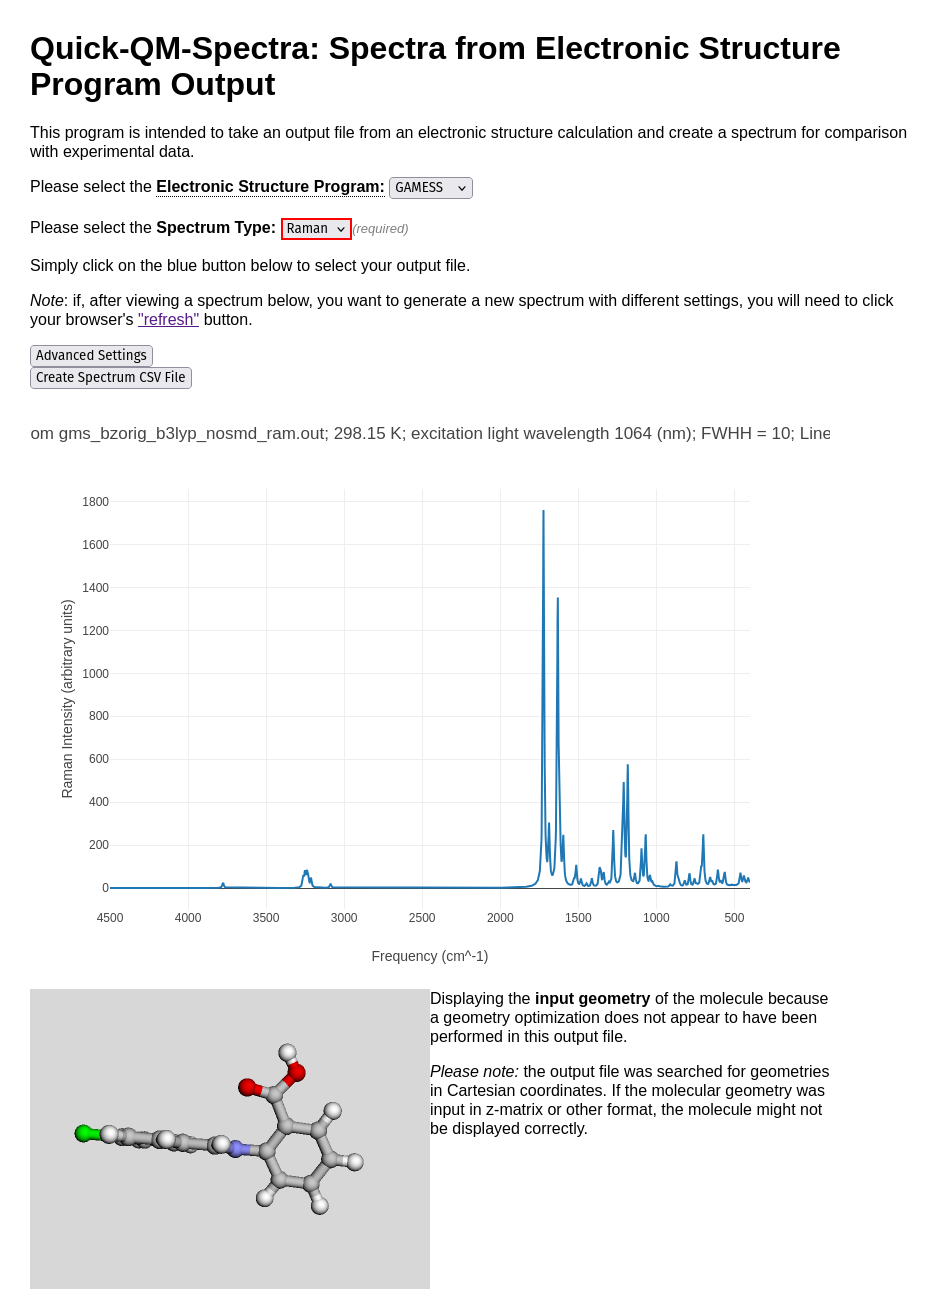 Quick-QM-Spectra: Spectra from Electronic Structure
Program Output
This program is intended to take an output file from an electronic structure calculation and create a spectrum for comparison
with experimental data.
Please select the Electronic Structure Program: GAMESS
Please select the Spectrum Type: Raman (required)
Simply click on the blue button below to select your output file.
Note: if, after viewing a spectrum below, you want to generate a new spectrum with different settings, you will need to click
your browser's "refresh" button.
Advanced Settings
Create Spectrum CSV File
om gms_bzorig_b3lyp_nosmd_ram.out; 298.15 K; excitation light wavelength 1064 (nm); FWHH = 10; Line
Raman Intensity (arbitrary units)
1800
1600
1400
1200
1000
800
600
400
200
0
4500 4000 3500 3000 2500 2000 1500 1000 500
Frequency (cm^-1)
Displaying the input geometry of the molecule because
a geometry optimization does not appear to have been
performed in this output file.
Please note: the output file was searched for geometries
in Cartesian coordinates. If the molecular geometry was
input in z-matrix or other format, the molecule might not
be displayed correctly.